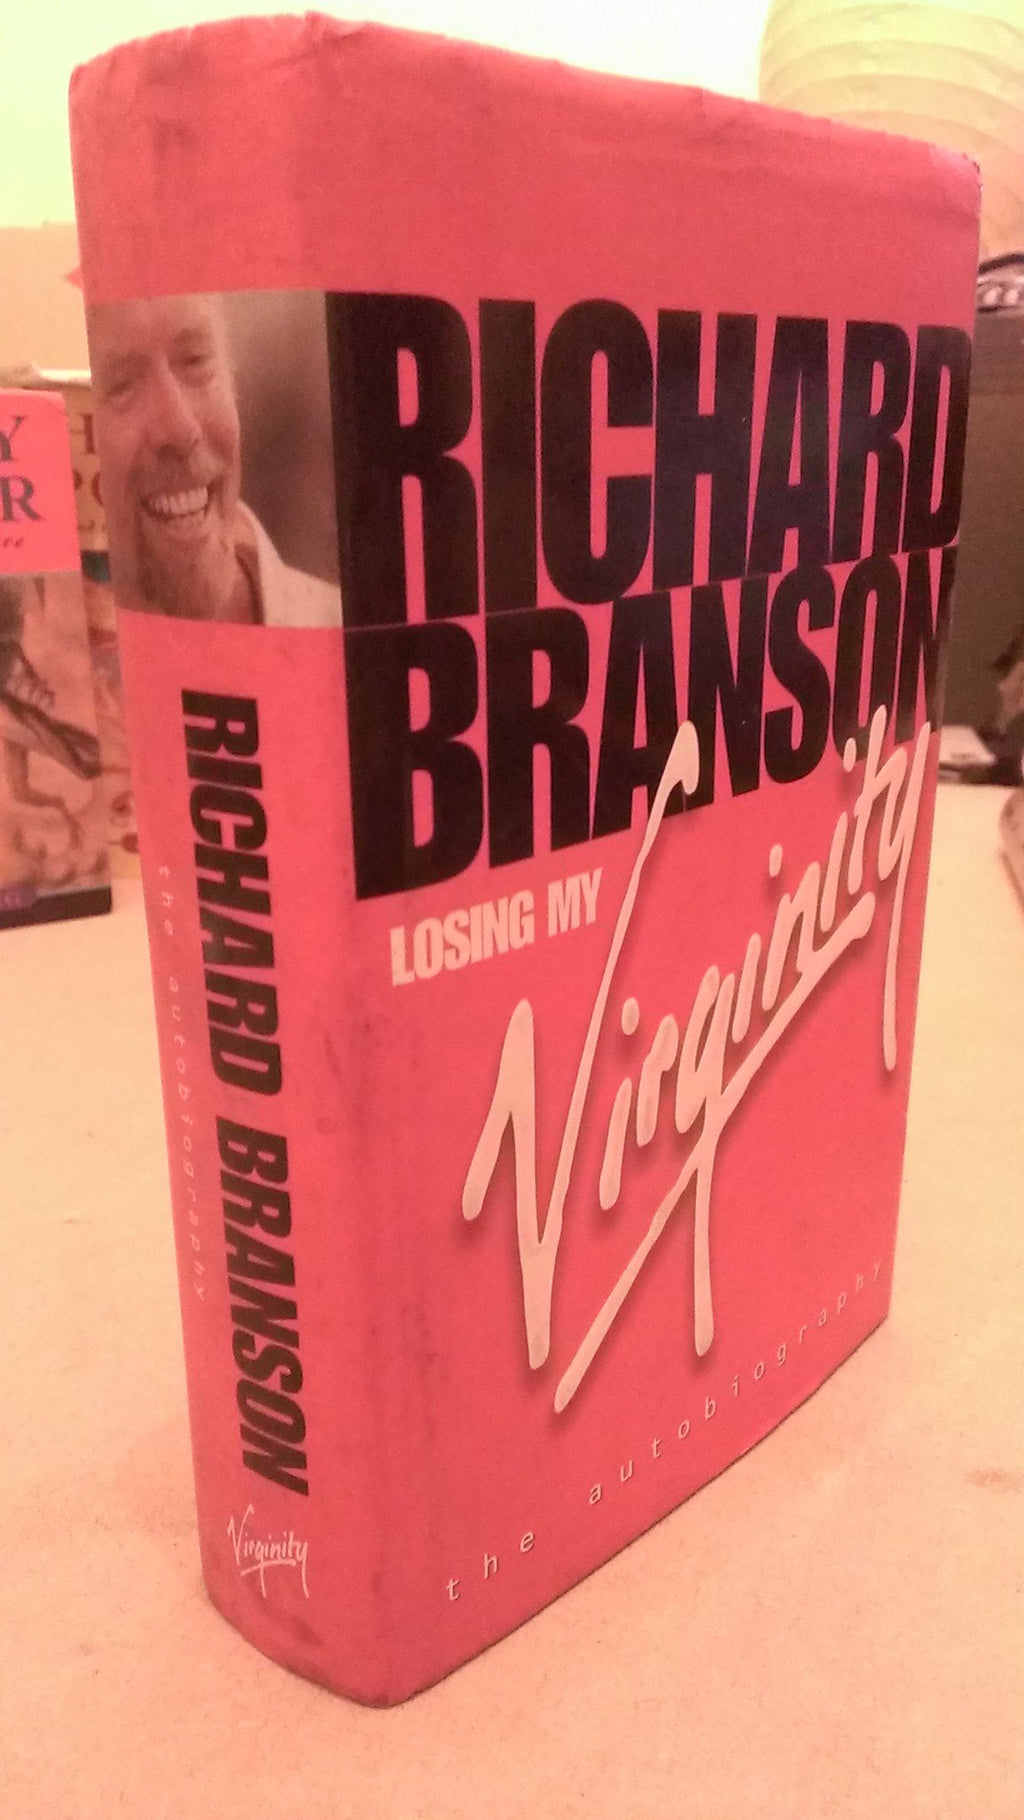 RICHARD
BRANSON
LOSING MY
Virginity
the autobiography
RICHARD BRANSON
the autobiography
Virginity
Y
R